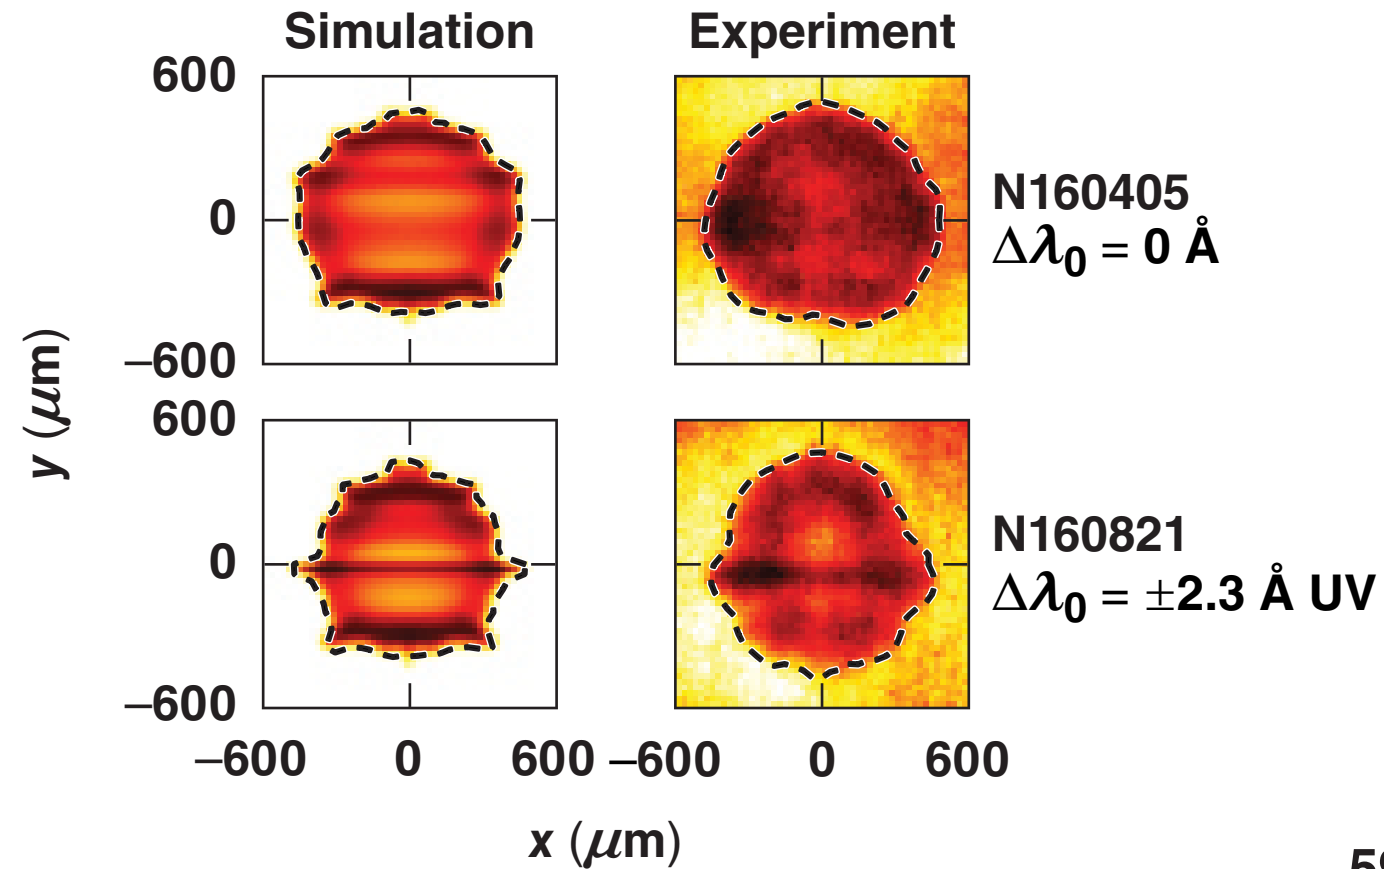 Simulation Experiment
600
0
−600
N160405
Δλ₀ = 0 Å
y (μm)
600
0
−600
N160821
Δλ₀ = ±2.3 Å UV
−600 0 600 −600 0 600
x (μm)